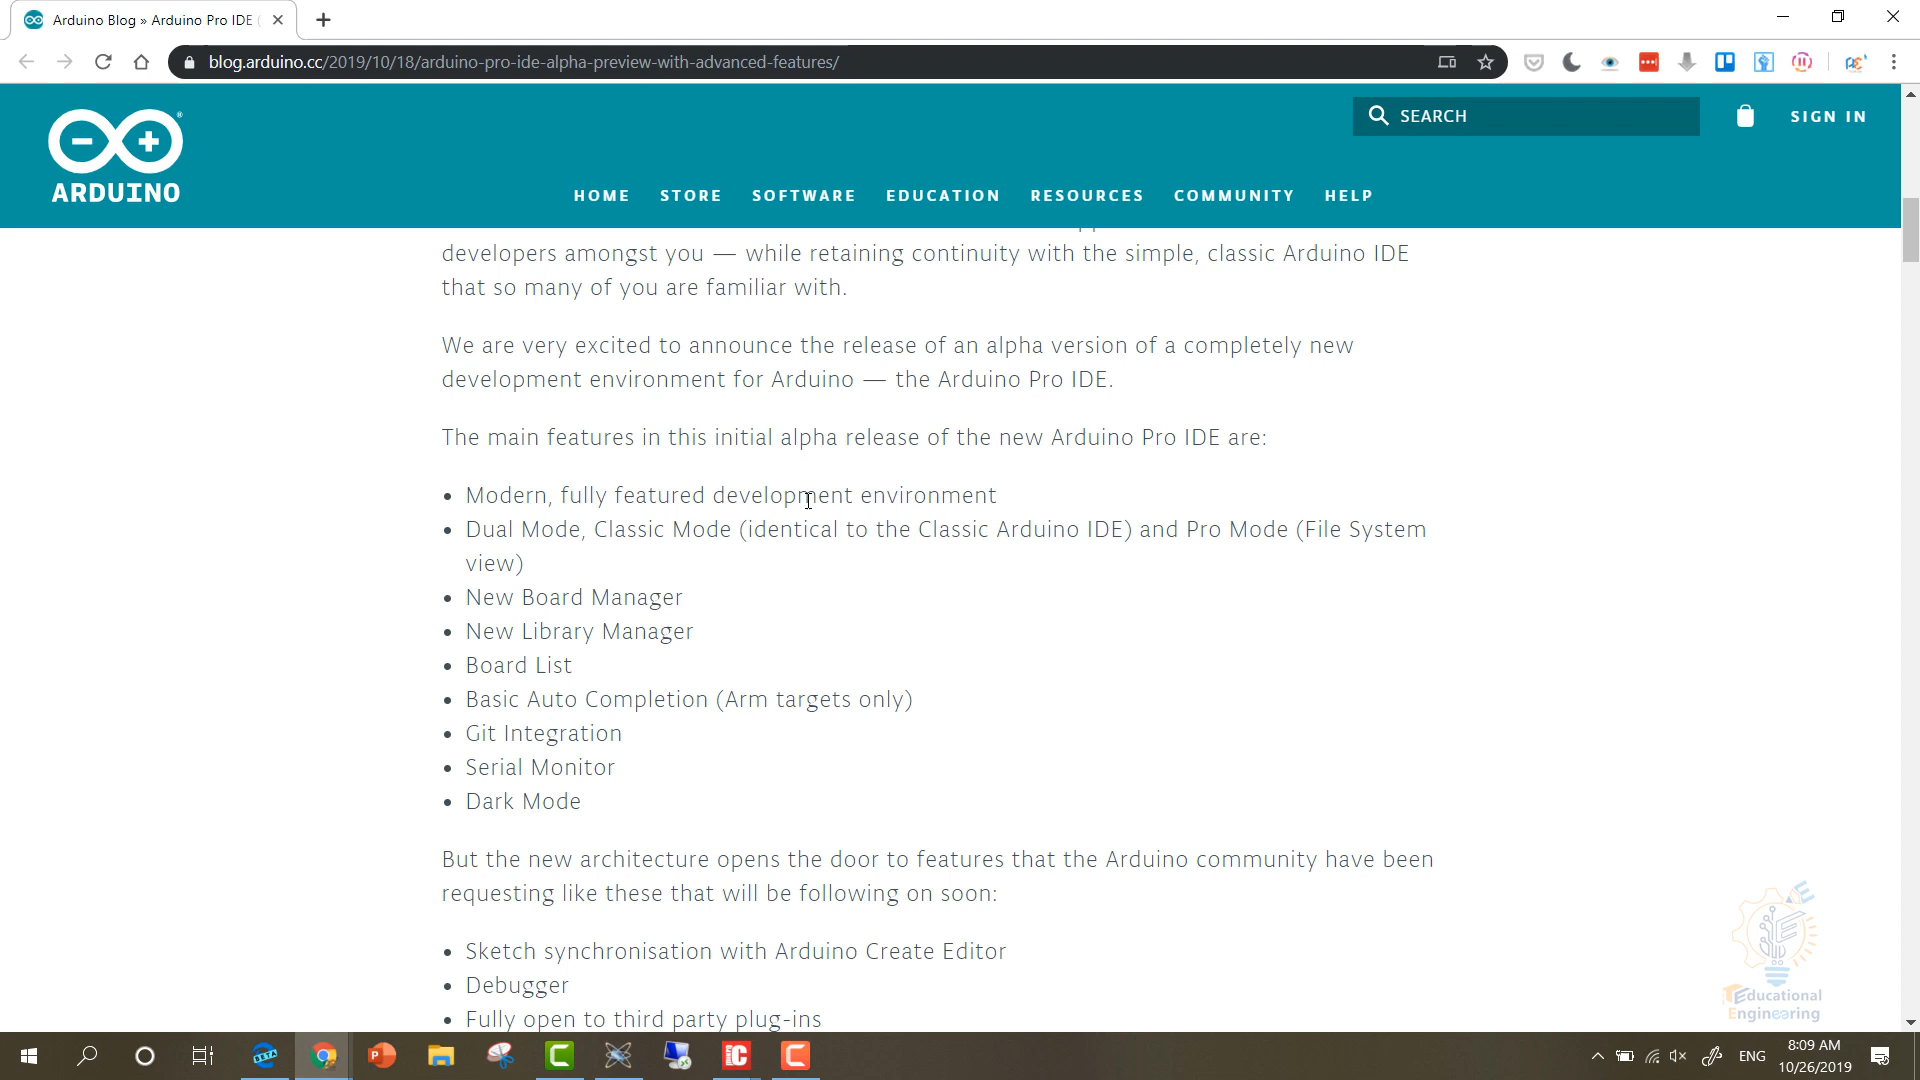 Arduino Blog » Arduino Pro IDE (
blog.arduino.cc/2019/10/18/arduino-pro-ide-alpha-preview-with-advanced-features/
ARDUINO
SEARCH
SIGN IN
HOME STORE SOFTWARE EDUCATION RESOURCES COMMUNITY HELP
developers amongst you — while retaining continuity with the simple, classic Arduino IDE
that so many of you are familiar with.
We are very excited to announce the release of an alpha version of a completely new
development environment for Arduino — the Arduino Pro IDE.
The main features in this initial alpha release of the new Arduino Pro IDE are:
• Modern, fully featured development environment
• Dual Mode, Classic Mode (identical to the Classic Arduino IDE) and Pro Mode (File System
view)
• New Board Manager
• New Library Manager
• Board List
• Basic Auto Completion (Arm targets only)
• Git Integration
• Serial Monitor
• Dark Mode
But the new architecture opens the door to features that the Arduino community have been
requesting like these that will be following on soon:
• Sketch synchronisation with Arduino Create Editor
• Debugger
• Fully open to third party plug-ins
Educational
Engineering
BETA
ENG
8:09 AM
10/26/2019